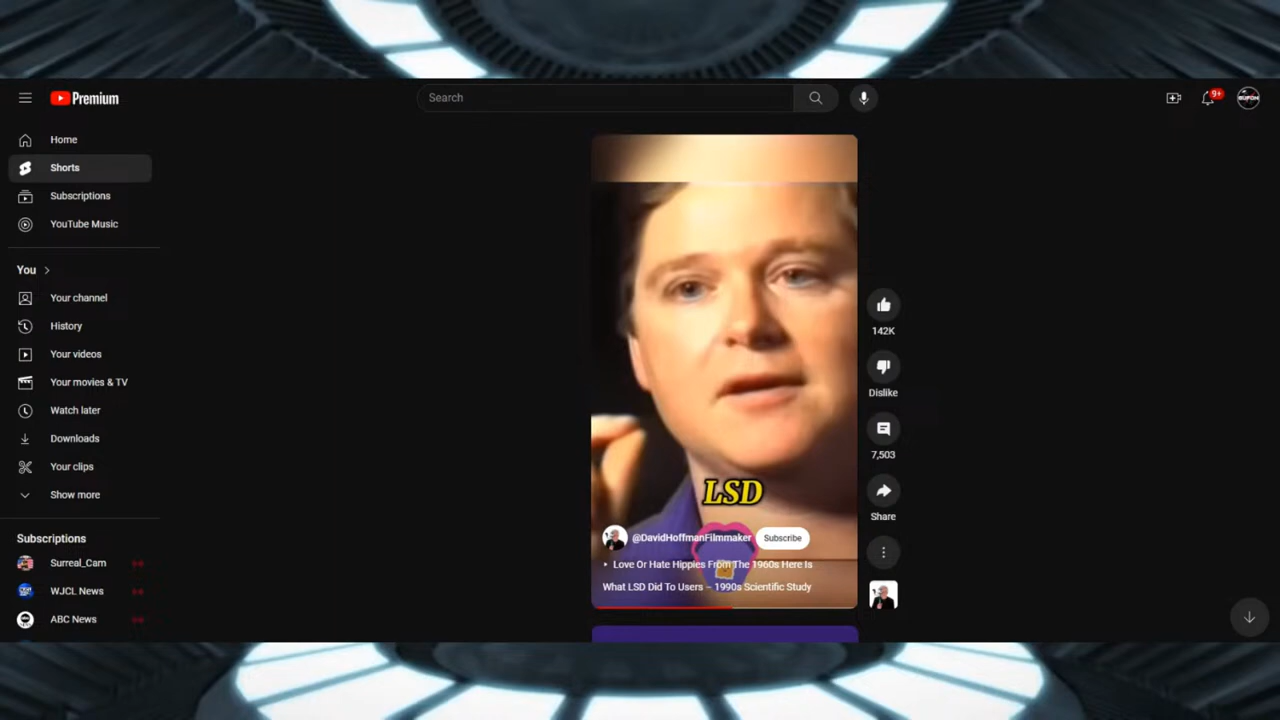 Premium
Search
9+
Home
Shorts
Subscriptions
YouTube Music
You
Your channel
History
Your videos
Your movies & TV
Watch later
Downloads
Your clips
Show more
Subscriptions
Surreal_Cam
WJCL News
ABC News
LSD
@DavidHoffmanFilmmaker Subscribe
Love Or Hate Hippies From The 1960s Here Is
What LSD Did To Users – 1990s Scientific Study
142K
Dislike
7,503
Share